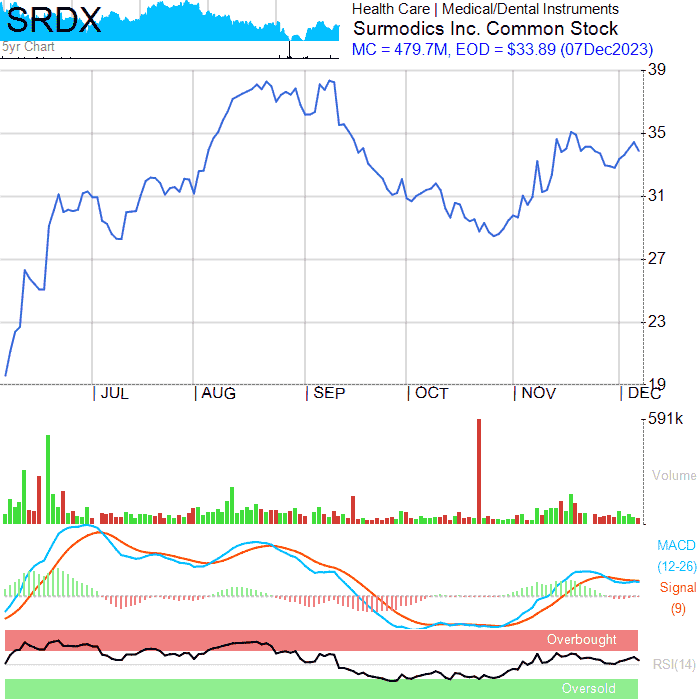 SRDX
5yr Chart
Health Care | Medical/Dental Instruments
Surmodics Inc. Common Stock
MC = 479.7M, EOD = $33.89 (07Dec2023)
39
35
31
27
23
19
JUL AUG SEP OCT NOV DEC
591k
Volume
MACD
(12-26)
Signal
(9)
Overbought
RSI(14)
Oversold